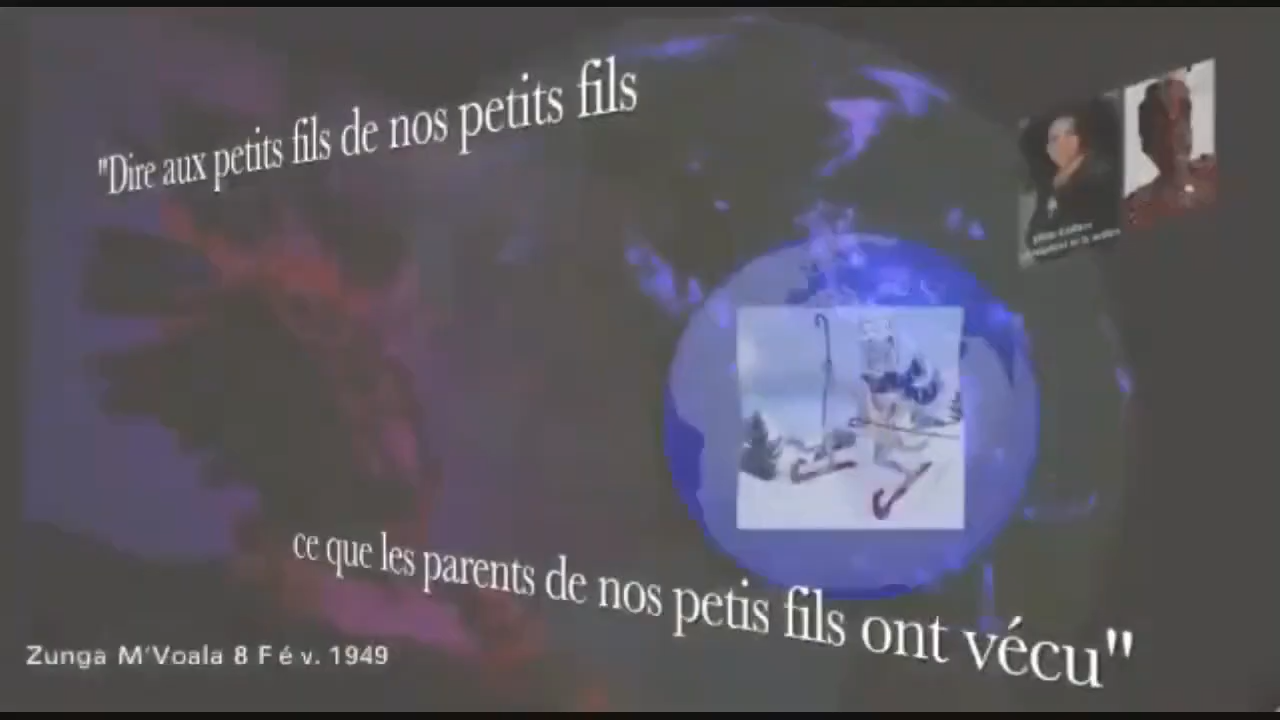 "Dire aux petits fils de nos petits fils
ce que les parents de nos petis fils ont vécu"
Zunga M'Voala 8 Fév. 1949